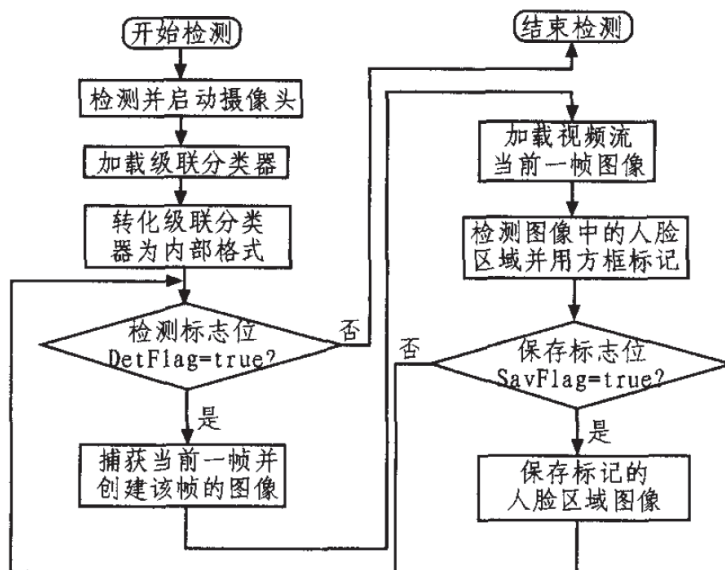 开始检测
检测并启动摄像头
加载级联分类器
转化级联分类
器为内部格式
检测标志位
DetFlag=true?
否
是
捕获当前一帧并
创建该帧的图像
结束检测
加载视频流
当前一帧图像
检测图像中的人脸
区域并用方框标记
保存标志位
SavFlag=true?
否
是
保存标记的
人脸区域图像